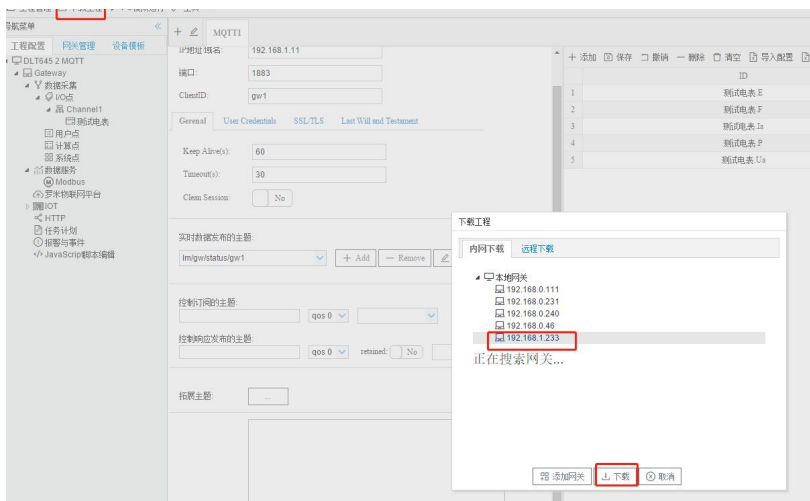 工程管理 下载工程
导航菜单
工程配置 网关管理 设备模板
DLT645 2 MQTT
Gateway
数据采集
I/O点
Channel1
测试电表
用户点
计算点
系统点
数据服务
Modbus
罗米物联网平台
IOT
HTTP
任务计划
报警与事件
JavaScript脚本编辑
MQTT1
IP地址/域名: 192.168.1.11
端口: 1883
ClientID: gw1
General User Credentials SSL/TLS Last Will and Testament
Keep Alive(s): 60
Timeout(s): 30
Clean Session: No
实时数据发布的主题:
lm/gw/status/gw1 + Add — Remove
控制订阅的主题:
qos 0
控制响应发布的主题:
qos 0 retained: No
拓展主题: ...
+ 添加 保存 撤销 — 删除 清空 导入配置
ID
1 测试电表.E
2 测试电表.F
3 测试电表.Ia
4 测试电表.P
5 测试电表.Ua
下载工程
内网下载 远程下载
本地网关
192.168.0.111
192.168.0.231
192.168.0.240
192.168.0.46
192.168.1.233
正在搜索网关...
添加网关 下载 取消